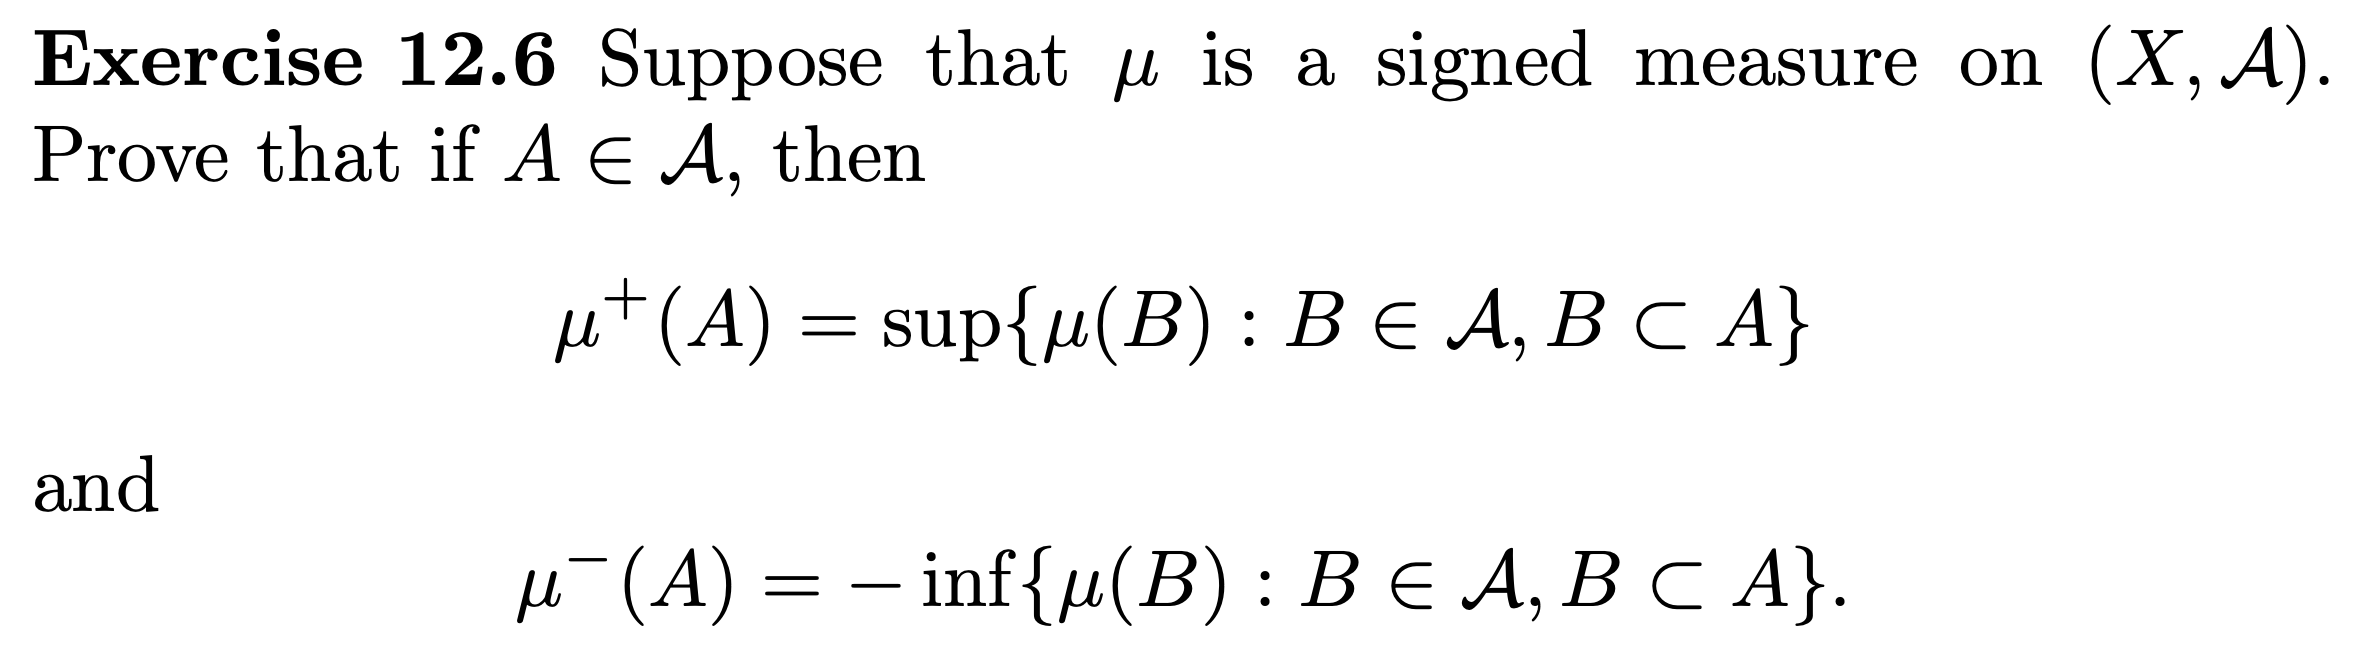 Exercise 12.6 Suppose that μ is a signed measure on (X, 𝒜).
Prove that if A ∈ 𝒜, then
μ⁺(A) = sup{μ(B) : B ∈ 𝒜, B ⊂ A}
and
μ⁻(A) = − inf{μ(B) : B ∈ 𝒜, B ⊂ A}.